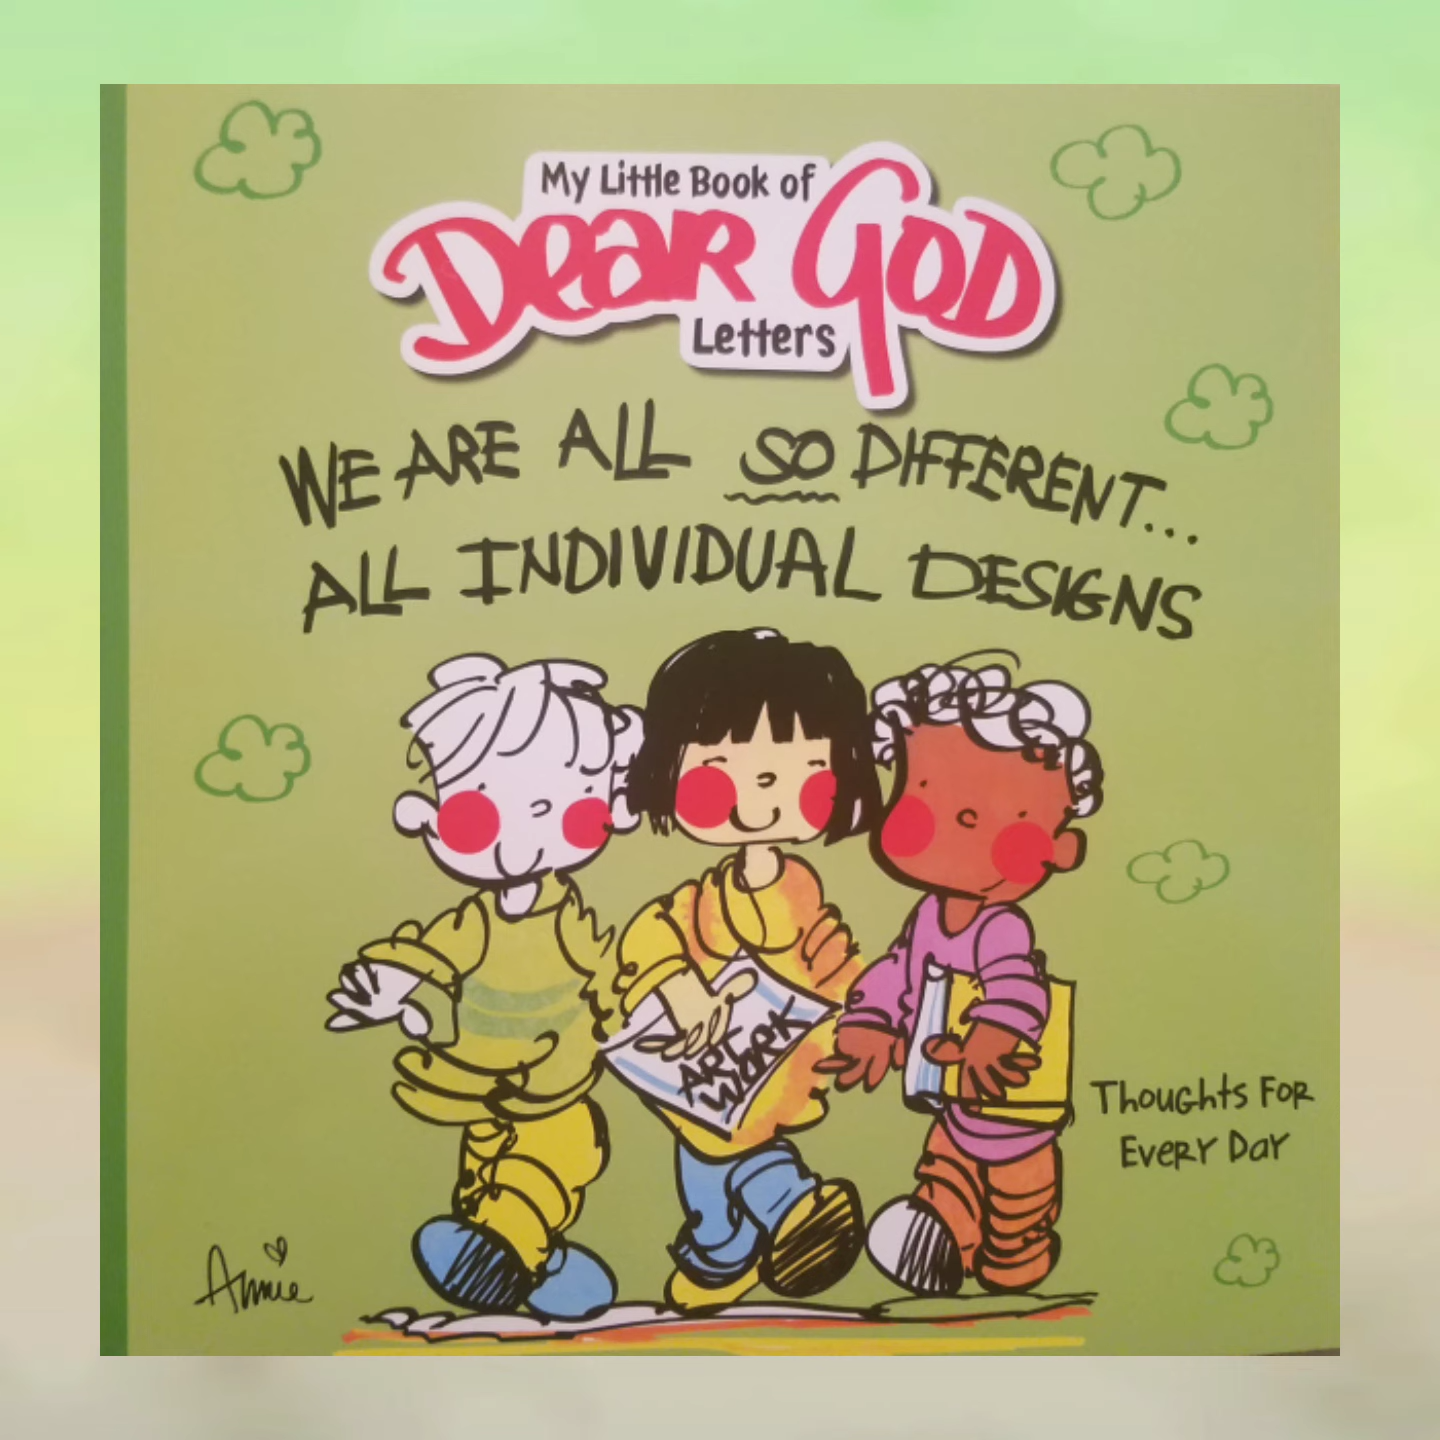 My Little Book of
Dear God
Letters
WE ARE ALL SO DIFFERENT...
ALL INDIVIDUAL DESIGNS
ART
WORK
Thoughts For
Every Day
Annie